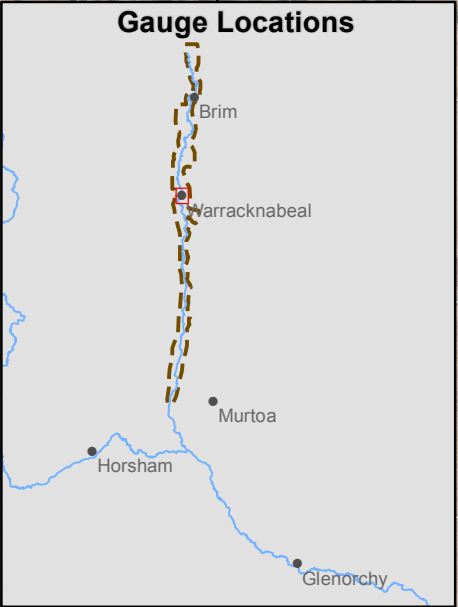 Gauge Locations
Brim
Warracknabeal
Murtoa
Horsham
Glenorchy